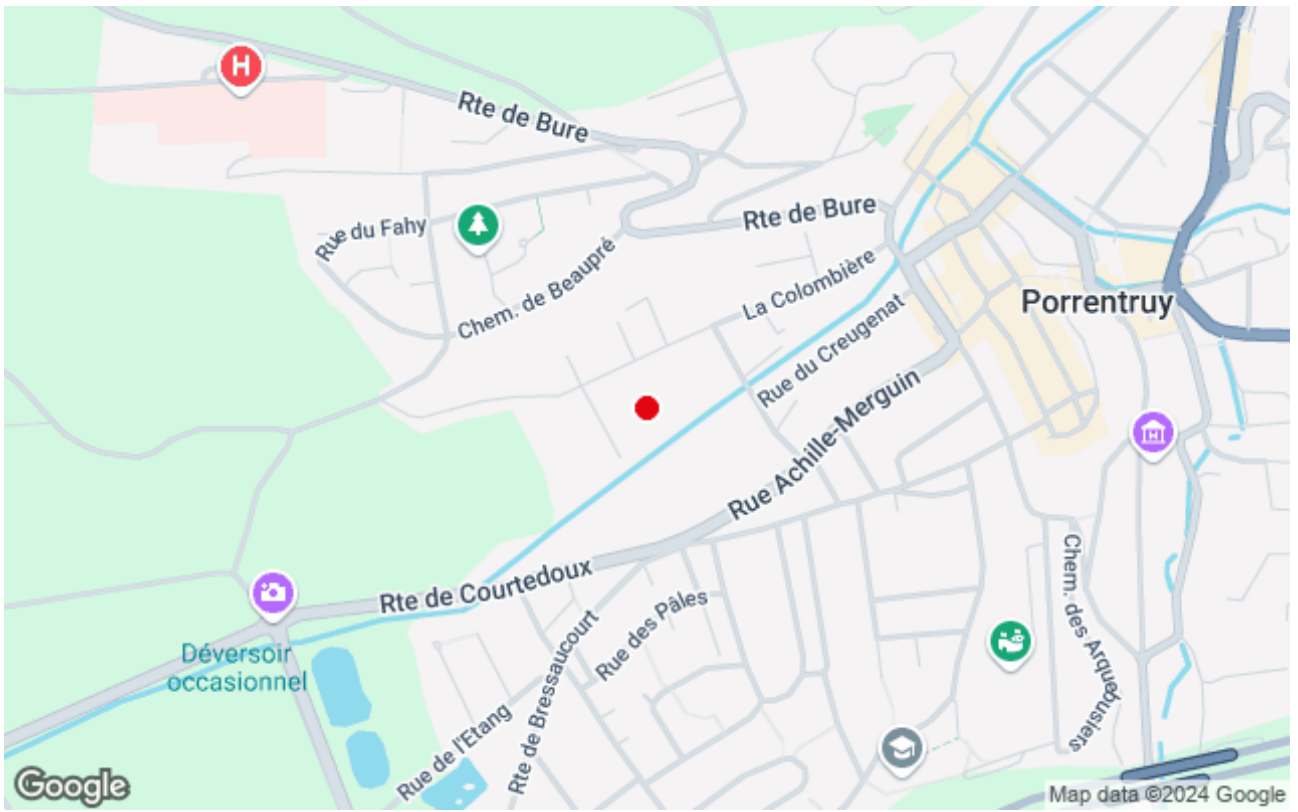 H
Rte de Bure
Rue du Fahy
Rte de Bure
Chem. de Beaupré
La Colombière
Porrentruy
Rue du Creugenat
Rue Achille-Merguin
Rte de Courtedoux
Chem. des Arquebusiers
Rue des Pâles
Déversoir
occasionnel
Rte de Bressaucourt
Rue de l'Etang
Google
Map data ©2024 Google